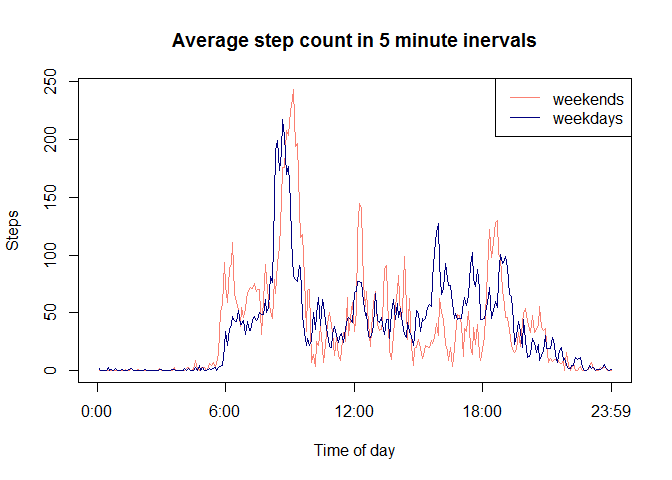 Average step count in 5 minute inervals
weekends
weekdays
250
200
150
100
50
0
Steps
0:00 6:00 12:00 18:00 23:59
Time of day